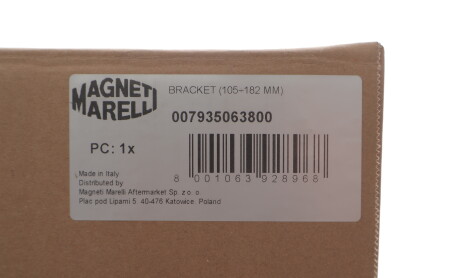 MAGNETI
MARELLI
BRACKET (105÷182 MM)
007935063800
PC: 1x
8 001063 928968
Made in Italy
Distributed by
Magneti Marelli Aftermarket Sp. z o. o.
Plac pod Lipami 5. 40-476 Katowice. Poland